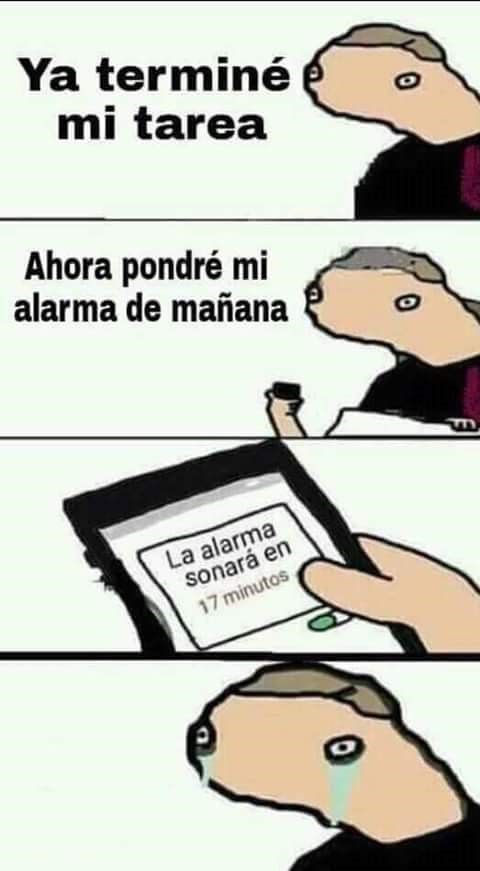 Ya terminé
mi tarea
Ahora pondré mi
alarma de mañana
La alarma
sonará en
17 minutos